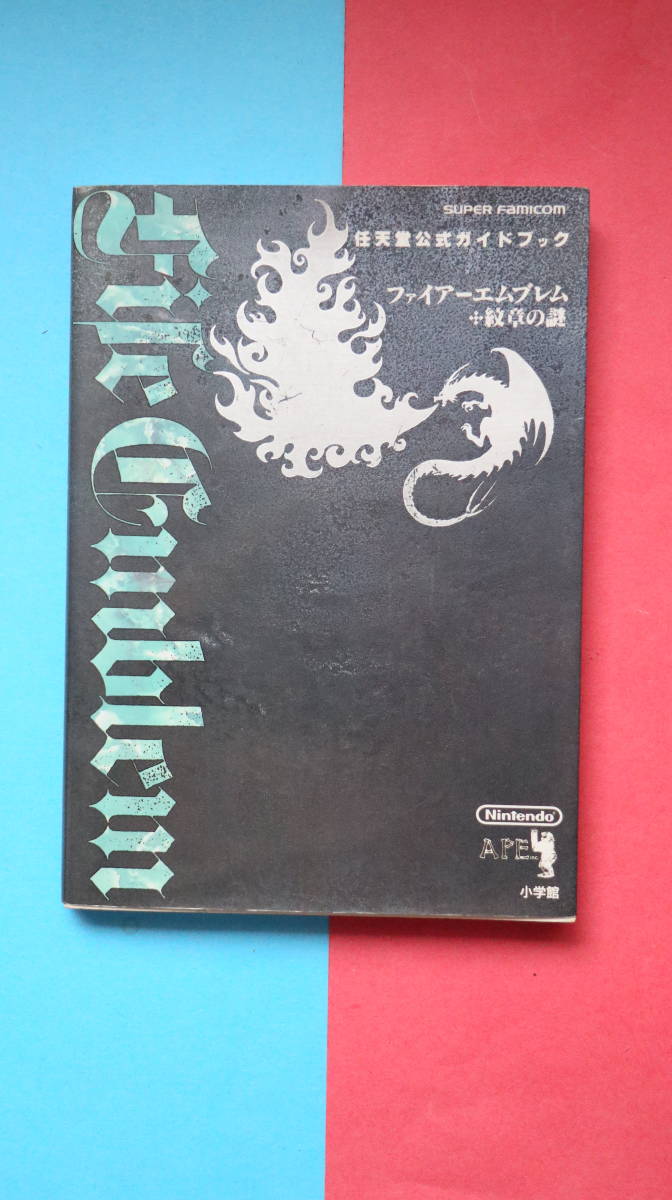 SUPER FAMICOM
任天堂公式ガイドブック
ファイアーエムブレム
紋章の謎
Fire Emblem
Nintendo
APE INC.
小学館